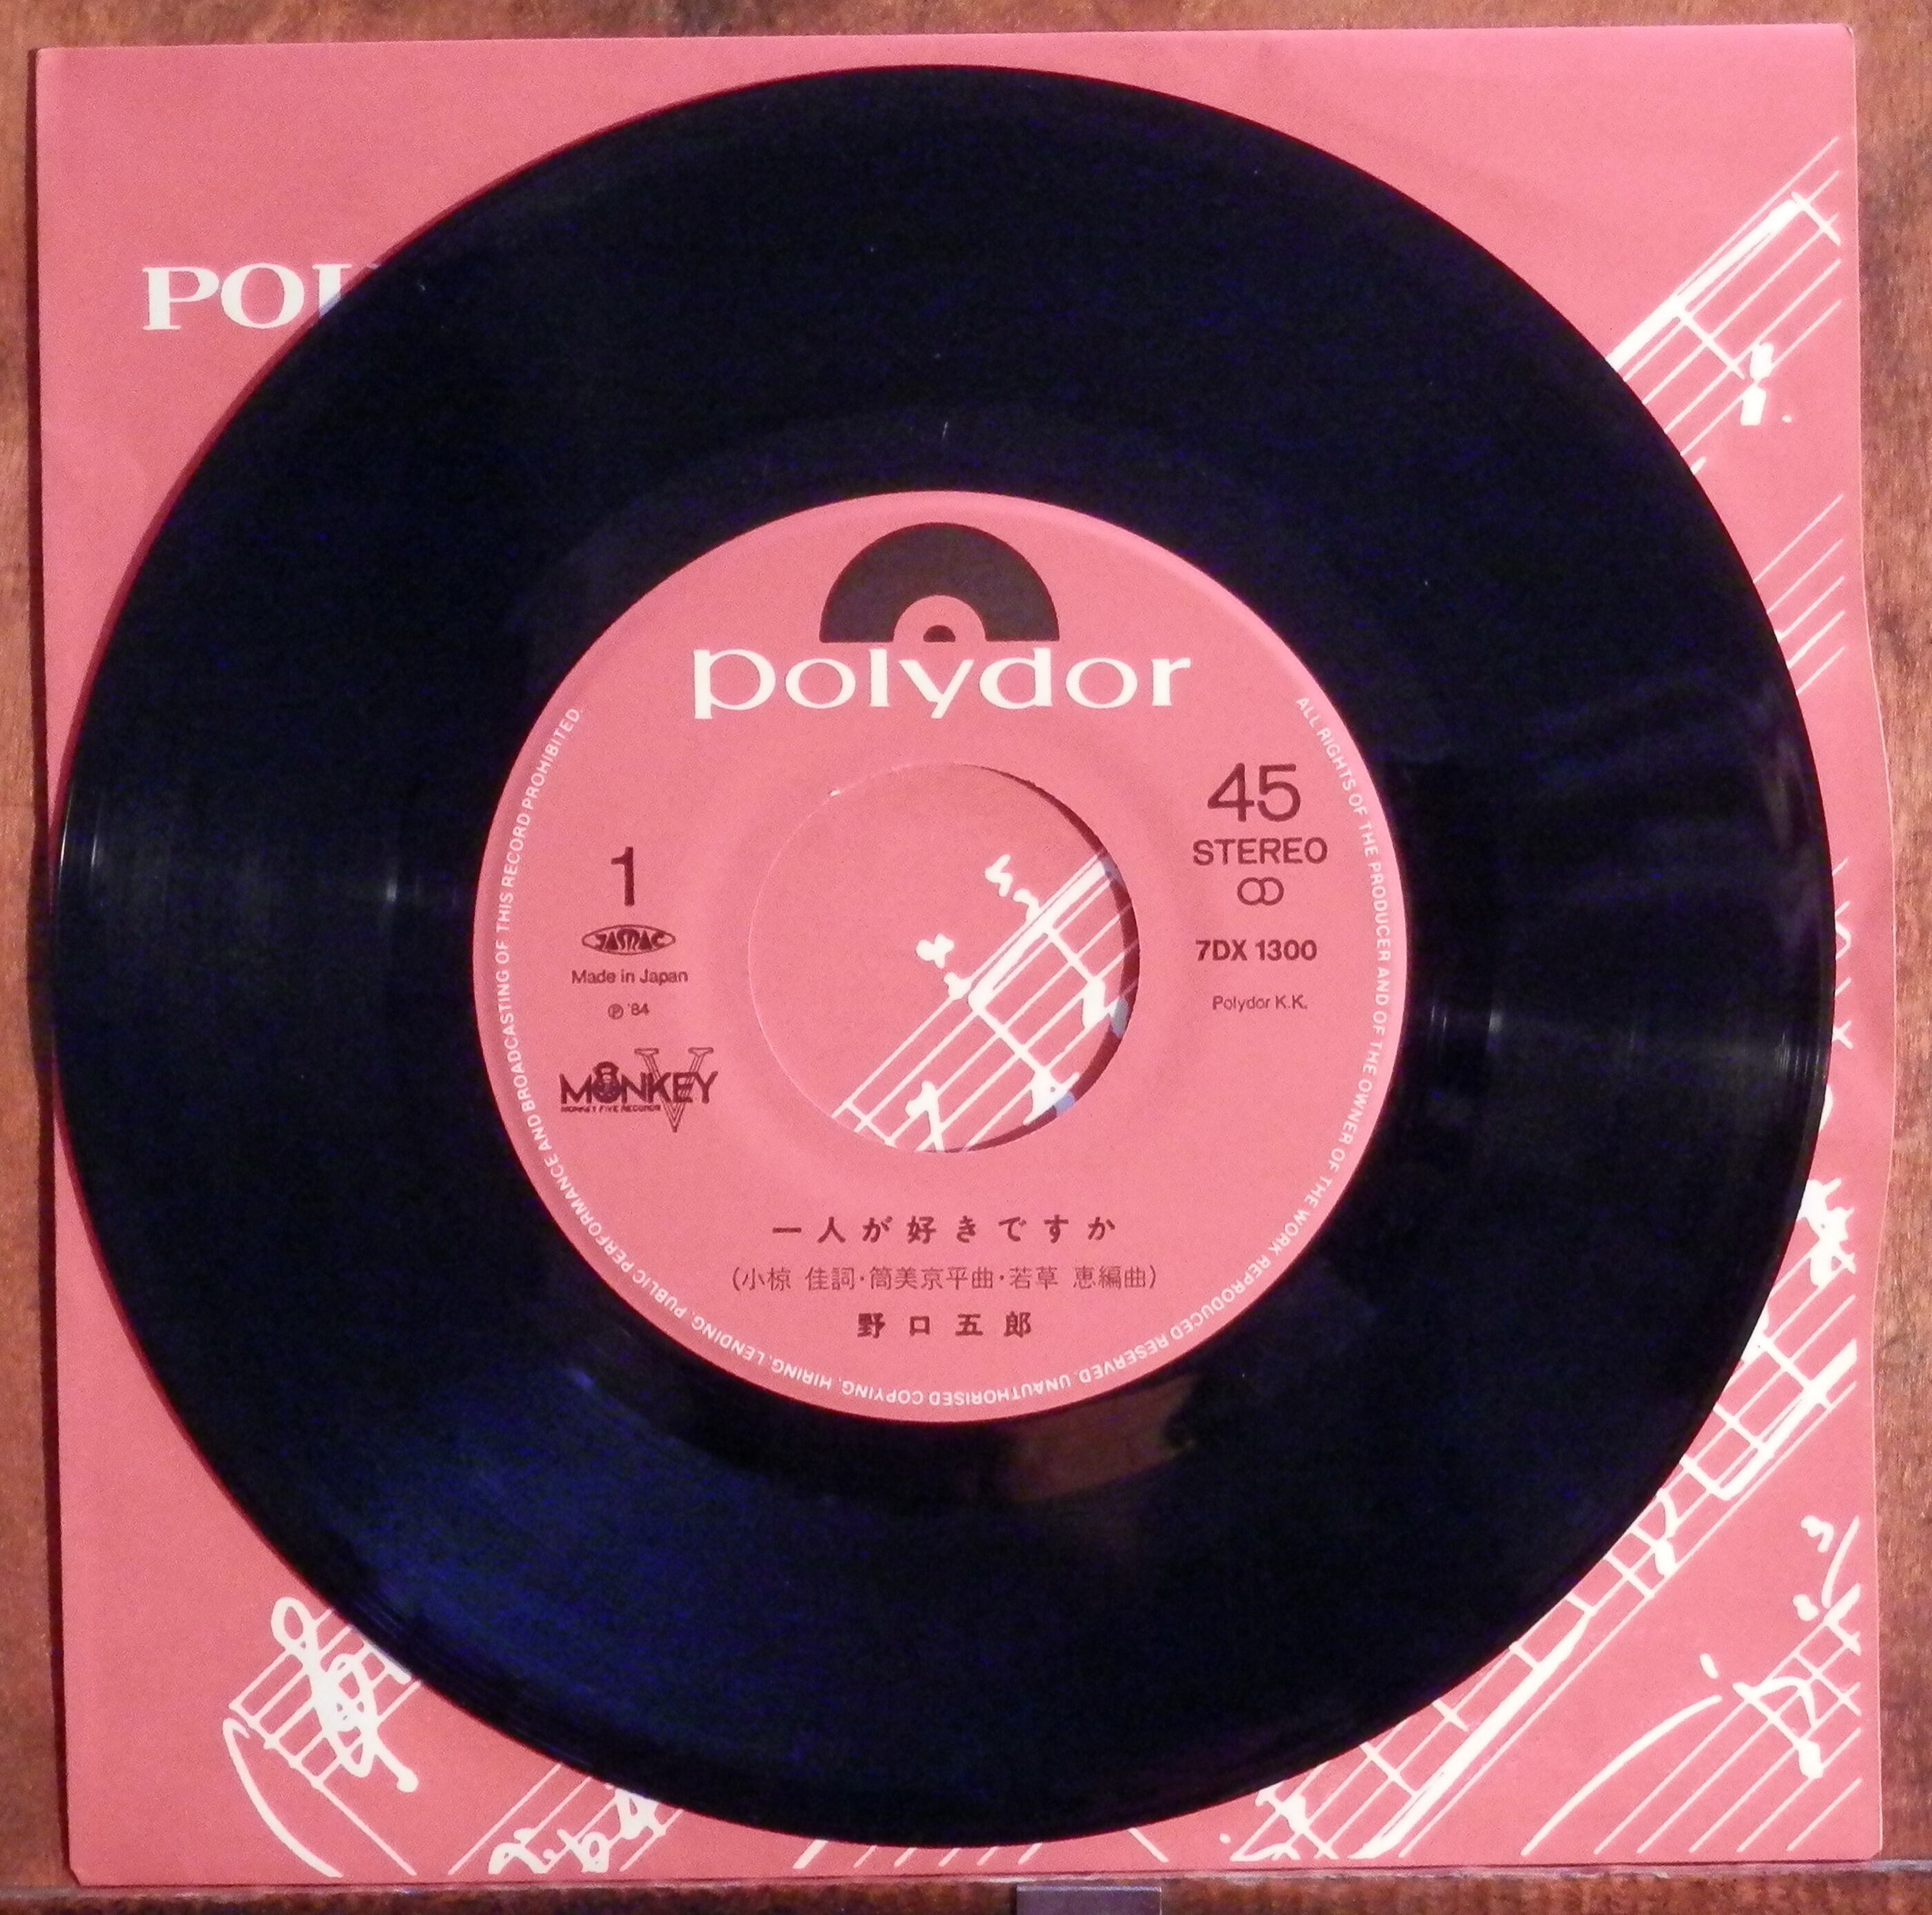 POL
polydor
45
STEREO
7DX 1300
Polydor K.K.
1
JASRAC
Made in Japan
℗ '84
MONKEY V
MONKEY FIVE RECORDS
一人が好きですか
(小椋 佳詞・筒美京平曲・若草 恵編曲)
野口五郎
ALL RIGHTS OF THE PRODUCER AND OF THE OWNER OF THE WORK REPRODUCED RESERVED. UNAUTHORISED COPYING, HIRING, LENDING, PUBLIC PERFORMANCE AND BROADCASTING OF THIS RECORD PROHIBITED.